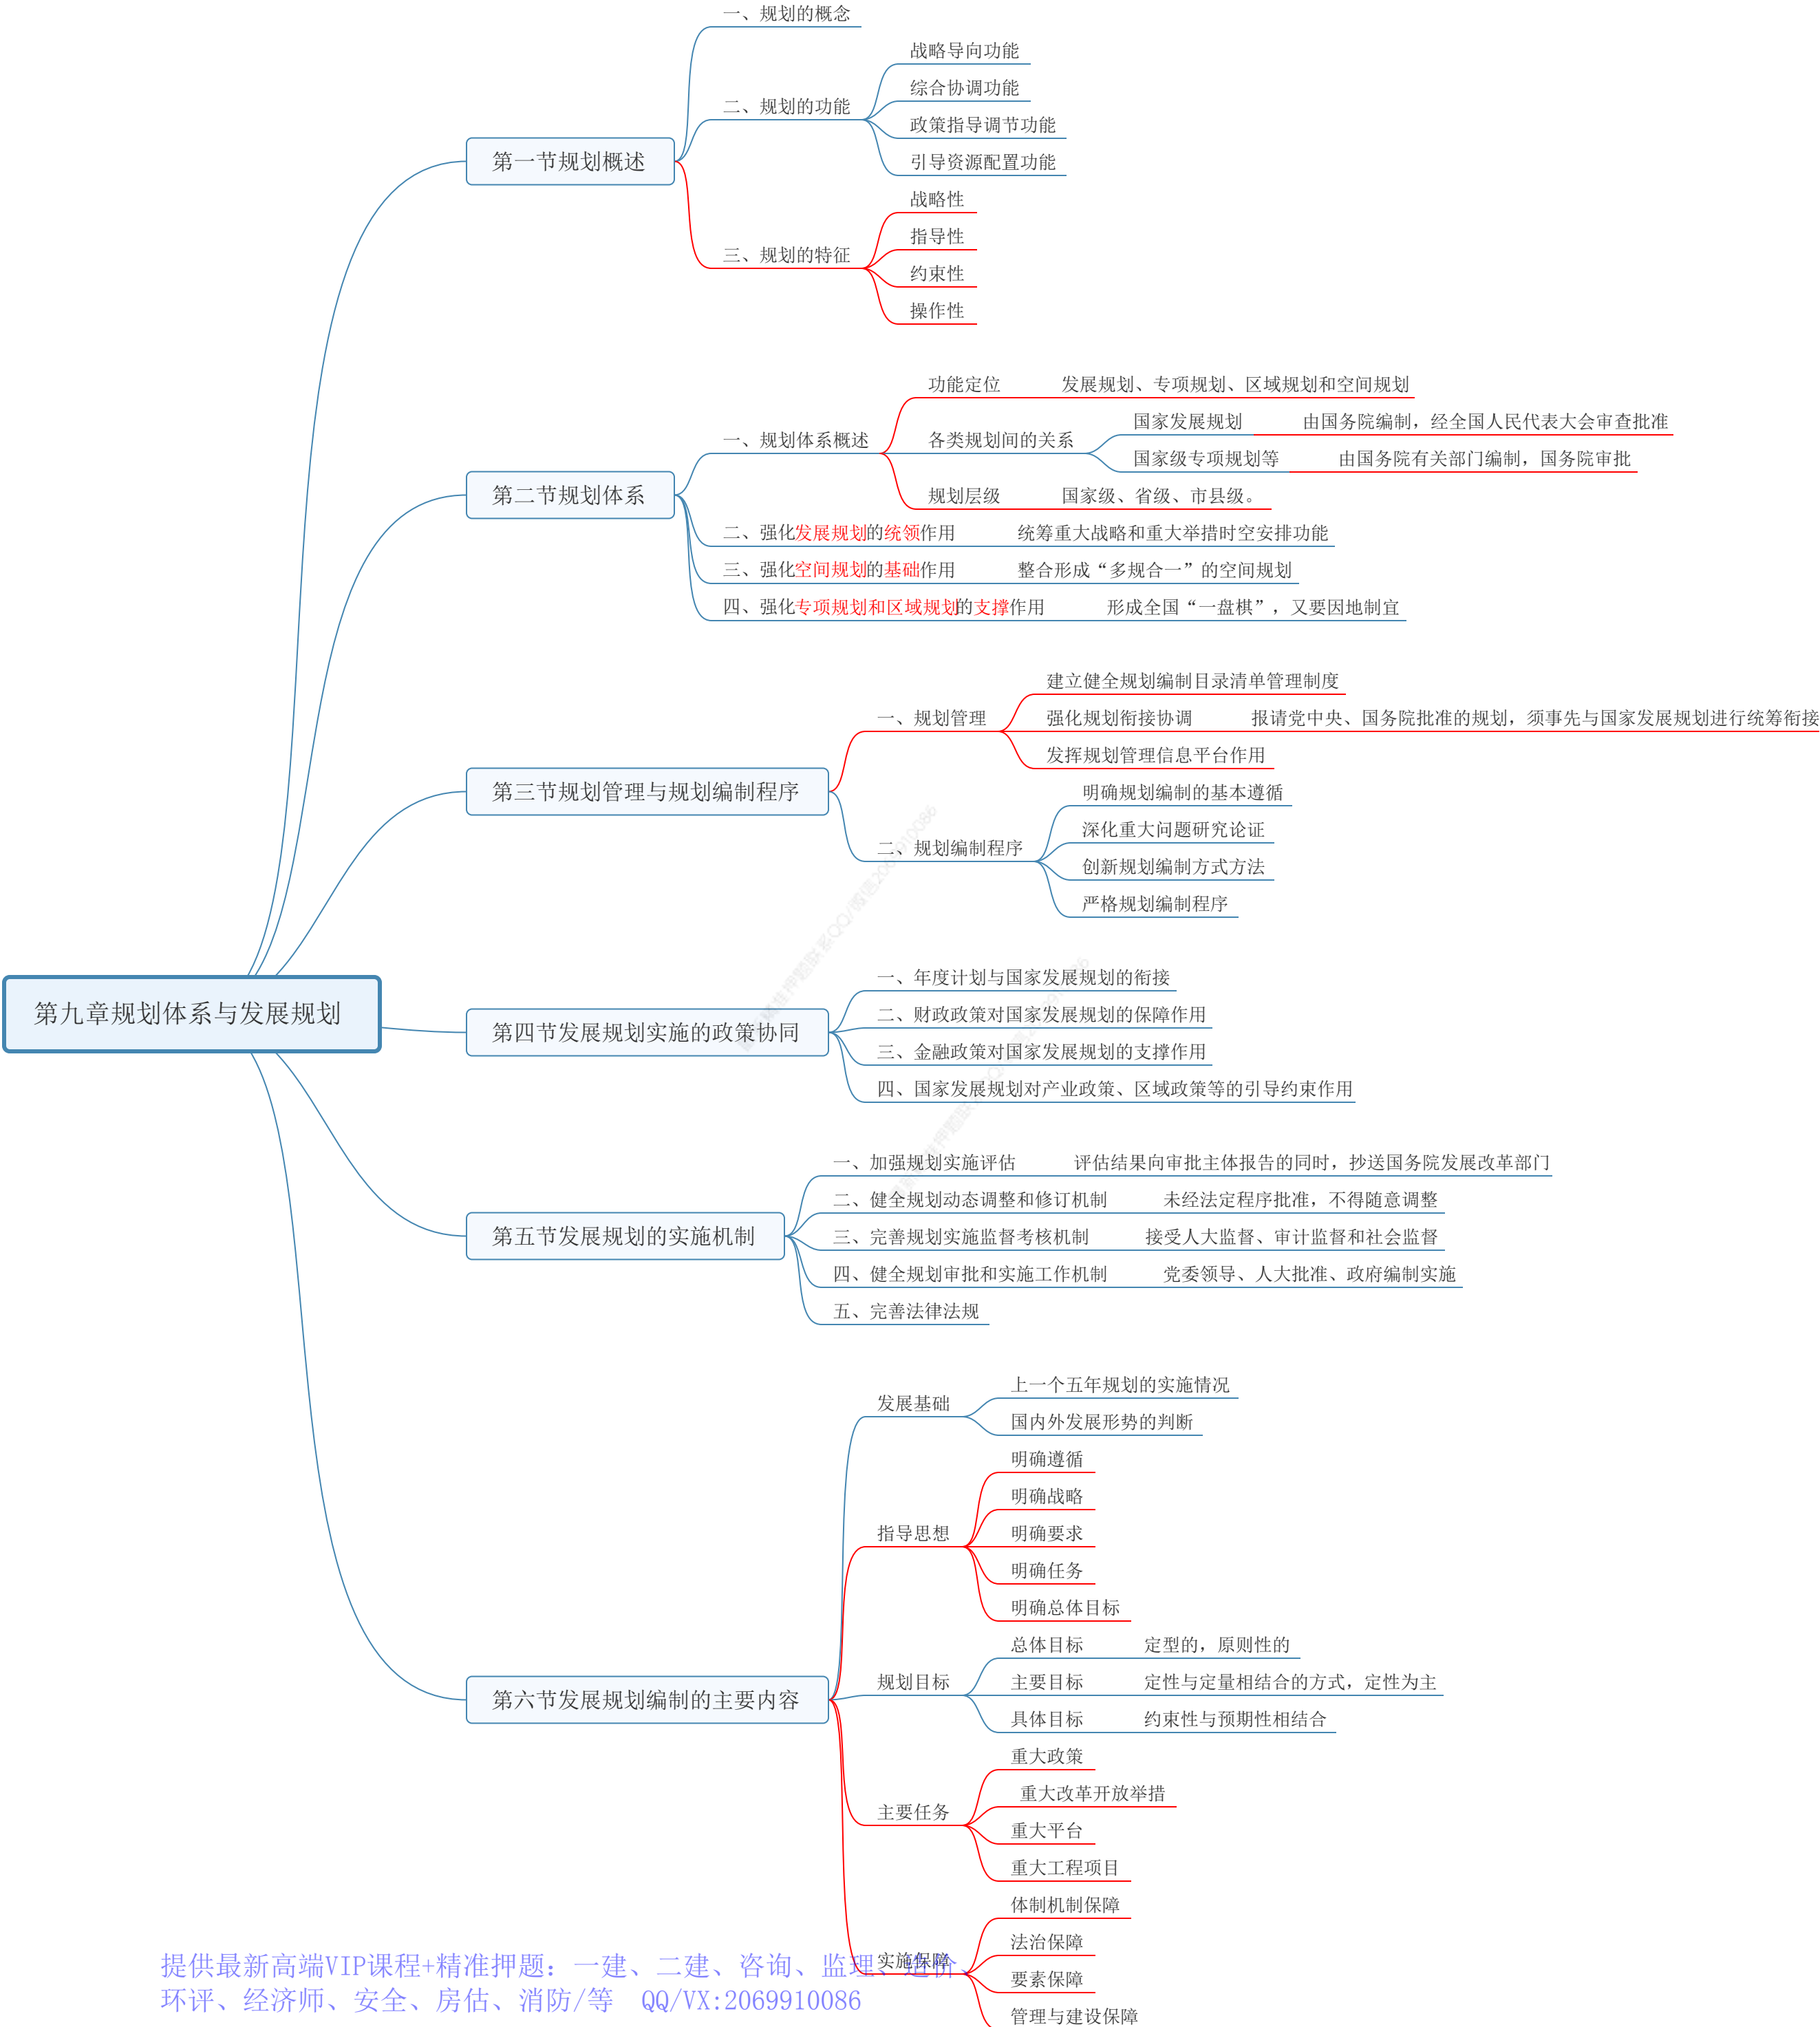 第九章规划体系与发展规划
第一节规划概述
一、规划的概念
二、规划的功能
战略导向功能
综合协调功能
政策指导调节功能
引导资源配置功能
三、规划的特征
战略性
指导性
约束性
操作性
第二节规划体系
一、规划体系概述
功能定位 发展规划、专项规划、区域规划和空间规划
各类规划间的关系
国家发展规划 由国务院编制，经全国人民代表大会审查批准
国家级专项规划等 由国务院有关部门编制，国务院审批
规划层级 国家级、省级、市县级。
二、强化发展规划的统领作用 统筹重大战略和重大举措时空安排功能
三、强化空间规划的基础作用 整合形成“多规合一”的空间规划
四、强化专项规划和区域规划的支撑作用 形成全国“一盘棋”，又要因地制宜
第三节规划管理与规划编制程序
一、规划管理
建立健全规划编制目录清单管理制度
强化规划衔接协调 报请党中央、国务院批准的规划，须事先与国家发展规划进行统筹衔接
发挥规划管理信息平台作用
二、规划编制程序
明确规划编制的基本遵循
深化重大问题研究论证
创新规划编制方式方法
严格规划编制程序
第四节发展规划实施的政策协同
一、年度计划与国家发展规划的衔接
二、财政政策对国家发展规划的保障作用
三、金融政策对国家发展规划的支撑作用
四、国家发展规划对产业政策、区域政策等的引导约束作用
第五节发展规划的实施机制
一、加强规划实施评估 评估结果向审批主体报告的同时，抄送国务院发展改革部门
二、健全规划动态调整和修订机制 未经法定程序批准，不得随意调整
三、完善规划实施监督考核机制 接受人大监督、审计监督和社会监督
四、健全规划审批和实施工作机制 党委领导、人大批准、政府编制实施
五、完善法律法规
第六节发展规划编制的主要内容
发展基础
上一个五年规划的实施情况
国内外发展形势的判断
指导思想
明确遵循
明确战略
明确要求
明确任务
明确总体目标
规划目标
总体目标 定型的，原则性的
主要目标 定性与定量相结合的方式，定性为主
具体目标 约束性与预期性相结合
主要任务
重大政策
重大改革开放举措
重大平台
重大工程项目
实施保障
体制机制保障
法治保障
要素保障
管理与建设保障
提供最新高端VIP课程+精准押题：一建、二建、咨询、监理、造价、
环评、经济师、安全、房估、消防/等 QQ/VX:2069910086